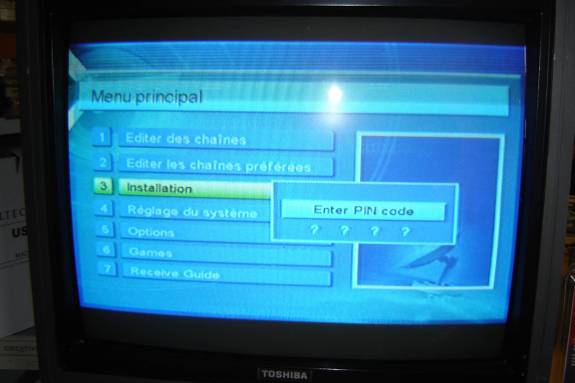 Menu principal
1 Editer des chaînes
2 Editer les chaînes préférées
3 Installation
4 Réglage du système
5 Options
6 Games
7 Receive Guide
Enter PIN code
? ? ? ?
TOSHIBA